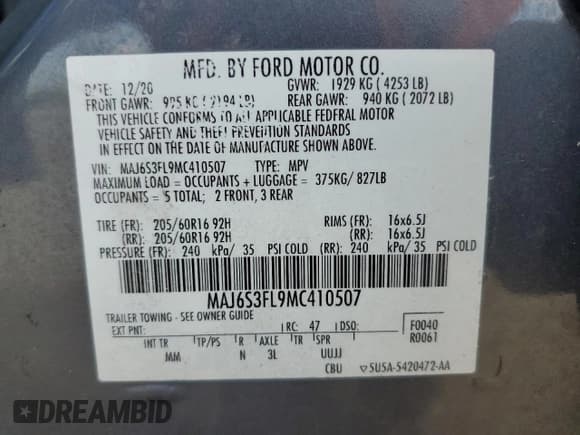 MFD. BY FORD MOTOR CO.
DATE: 12/20 GVWR: 1929 KG ( 4253 LB)
FRONT GAWR: KG ( LB) REAR GAWR: 940 KG ( 2072 LB)
THIS VEHICLE CONFORMS TO ALL APPLICABLE FEDERAL MOTOR
VEHICLE SAFETY AND THEFT PREVENTION STANDARDS
IN EFFECT ON THE DATE OF MANUFACTURE SHOWN ABOVE.
VIN: MAJ6S3FL9MC410507 TYPE: MPV
MAXIMUM LOAD = OCCUPANTS + LUGGAGE = 375KG/ 827LB
OCCUPANTS = 5 TOTAL; 2 FRONT, 3 REAR
TIRE (FR): 205/60R16 92H RIMS (FR): 16x6.5J
(RR): 205/60R16 92H (RR): 16x6.5J
PRESSURE (FR): 240 kPa/ 35 PSI COLD (RR): 240 kPa/ 35 PSI COLD
MAJ6S3FL9MC410507
TRAILER TOWING - SEE OWNER GUIDE
EXT PNT: RC: 47 DSO: F0040
INT TR TP/PS R AXLE TR SPR R0061
MM N 3L UUJJ
CBU 5U5A-5420472-AA
DREAMBID